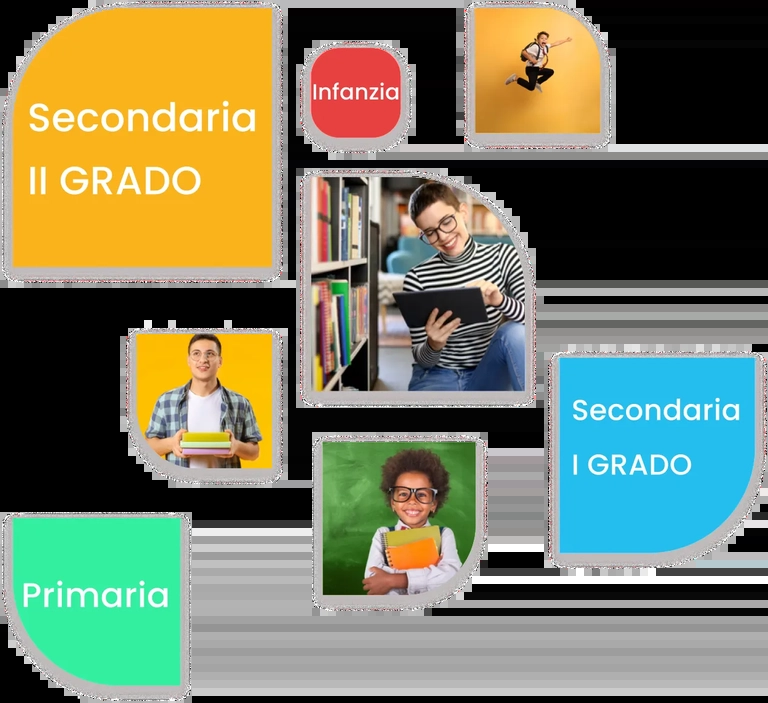 Secondaria
II GRADO
Infanzia
Secondaria
I GRADO
Primaria